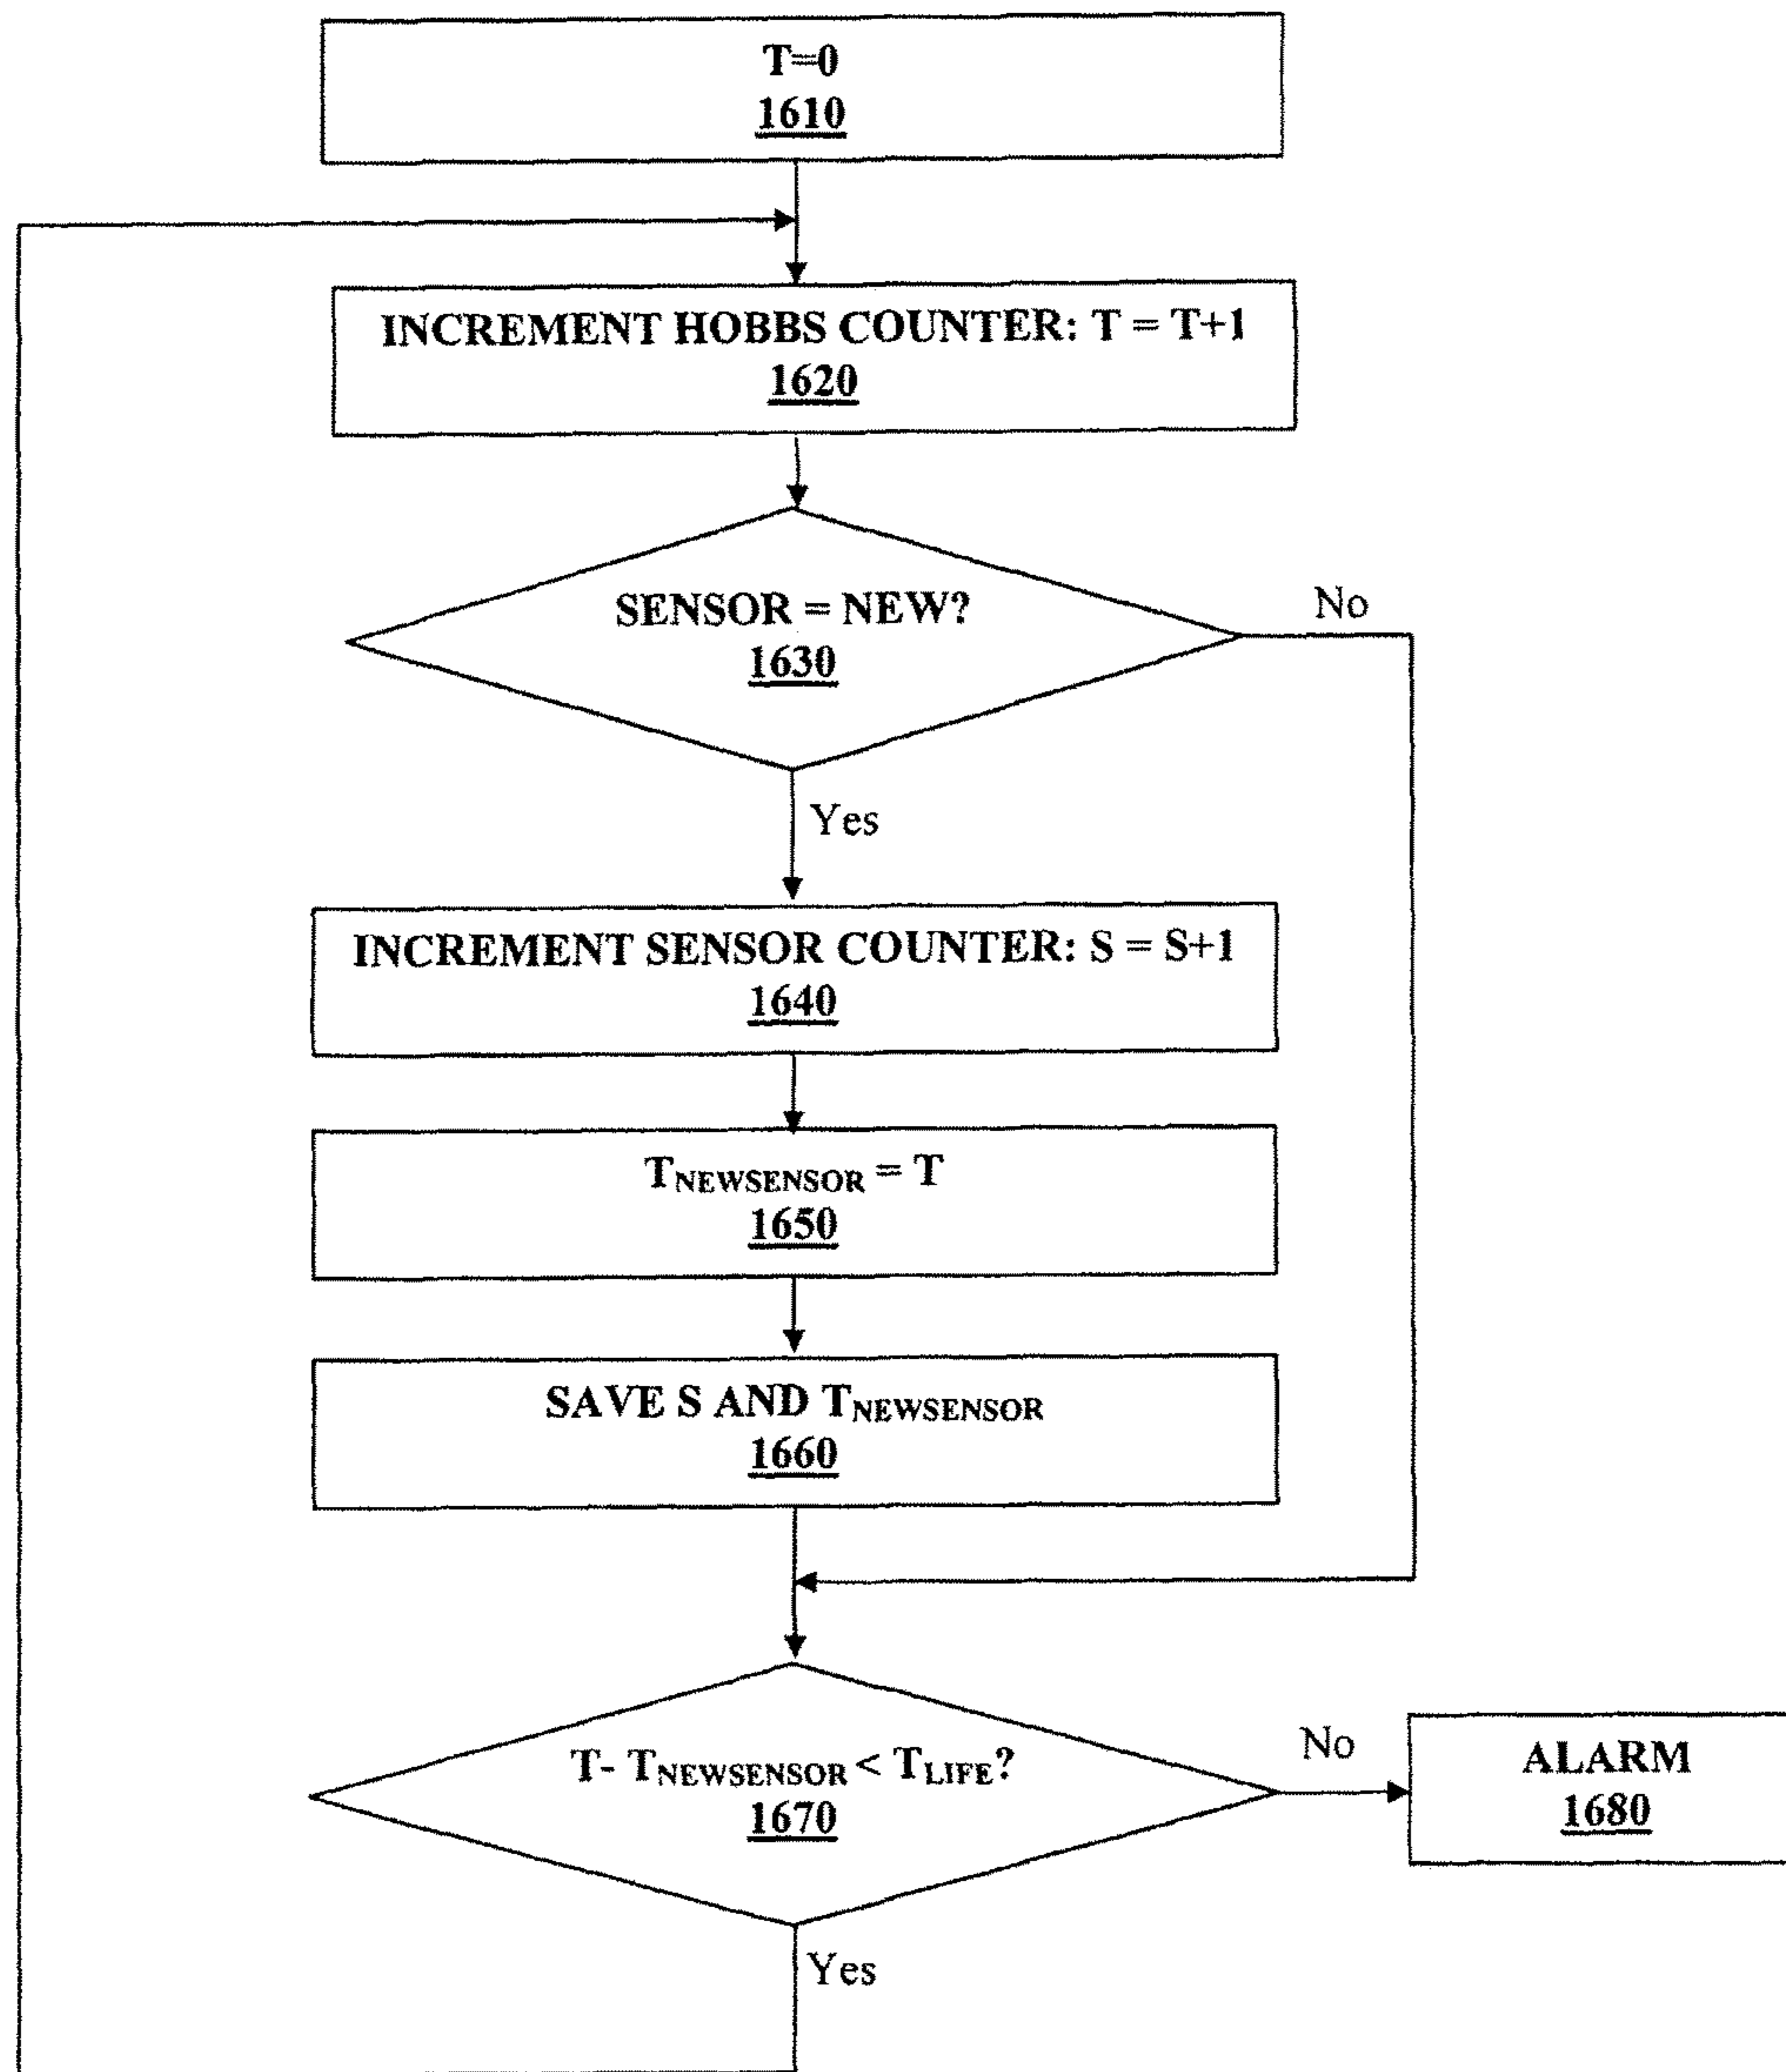 T=0
1610
INCREMENT HOBBS COUNTER: T = T+1
1620
SENSOR = NEW?
1630
No
Yes
INCREMENT SENSOR COUNTER: S = S+1
1640
TNEWSENSOR = T
1650
SAVE S AND TNEWSENSOR
1660
T- TNEWSENSOR < TLIFE?
1670
No
ALARM
1680
Yes